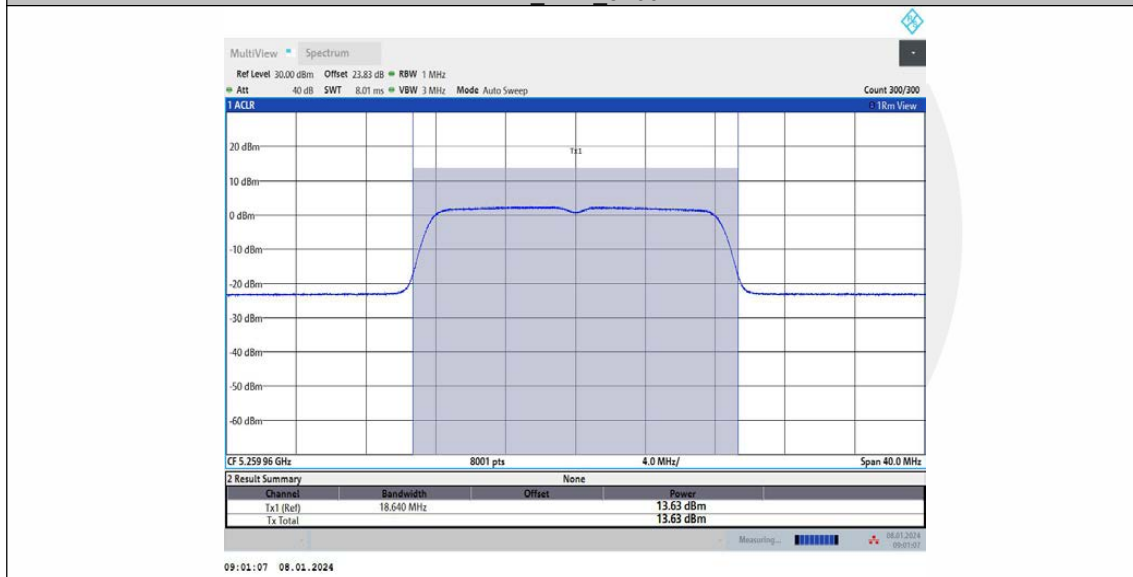 MultiView Spectrum
Ref Level 30.00 dBm Offset 23.83 dB RBW 1 MHz
Att 40 dB SWT 8.01 ms VBW 3 MHz Mode Auto Sweep Count 300/300
1 ACLR 1Rm View
20 dBm
Tx1
10 dBm
0 dBm
-10 dBm
-20 dBm
-30 dBm
-40 dBm
-50 dBm
-60 dBm
CF 5.259 96 GHz 8001 pts 4.0 MHz/ Span 40.0 MHz
2 Result Summary None
Channel Bandwidth Offset Power
Tx1 (Ref) 18.640 MHz 13.63 dBm
Tx Total 13.63 dBm
Measuring... 08.01.2024
09:01:07
09:01:07 08.01.2024